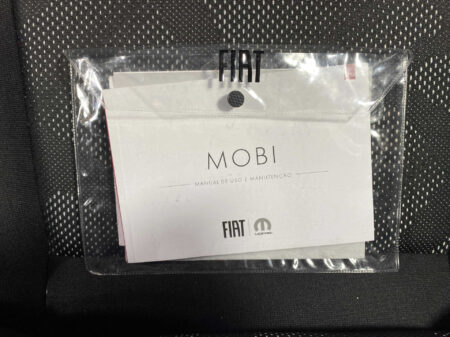 FIAT
MOBI
MANUAL DE USO E MANUTENÇÃO
FIAT